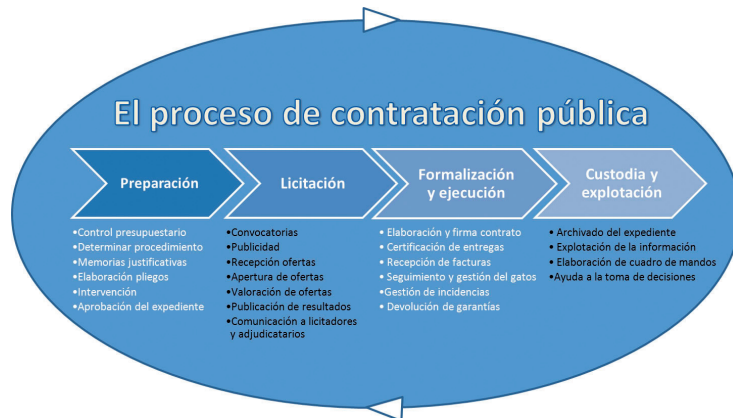 El proceso de contratación pública
Preparación
•Control presupuestario
•Determinar procedimiento
•Memorias justificativas
•Elaboración pliegos
•Intervención
•Aprobación del expediente
Licitación
•Convocatorias
•Publicidad
•Recepción ofertas
•Apertura de ofertas
•Valoración de ofertas
•Publicación de resultados
•Comunicación a licitadores
y adjudicatarios
Formalización
y ejecución
• Elaboración y firma contrato
• Certificación de entregas
• Recepción de facturas
• Seguimiento y gestión del gatos
•Gestión de incidencias
• Devolución de garantías
Custodia y
explotación
• Archivado del expediente
• Explotación de la información
• Elaboración de cuadro de mandos
•Ayuda a la toma de decisiones